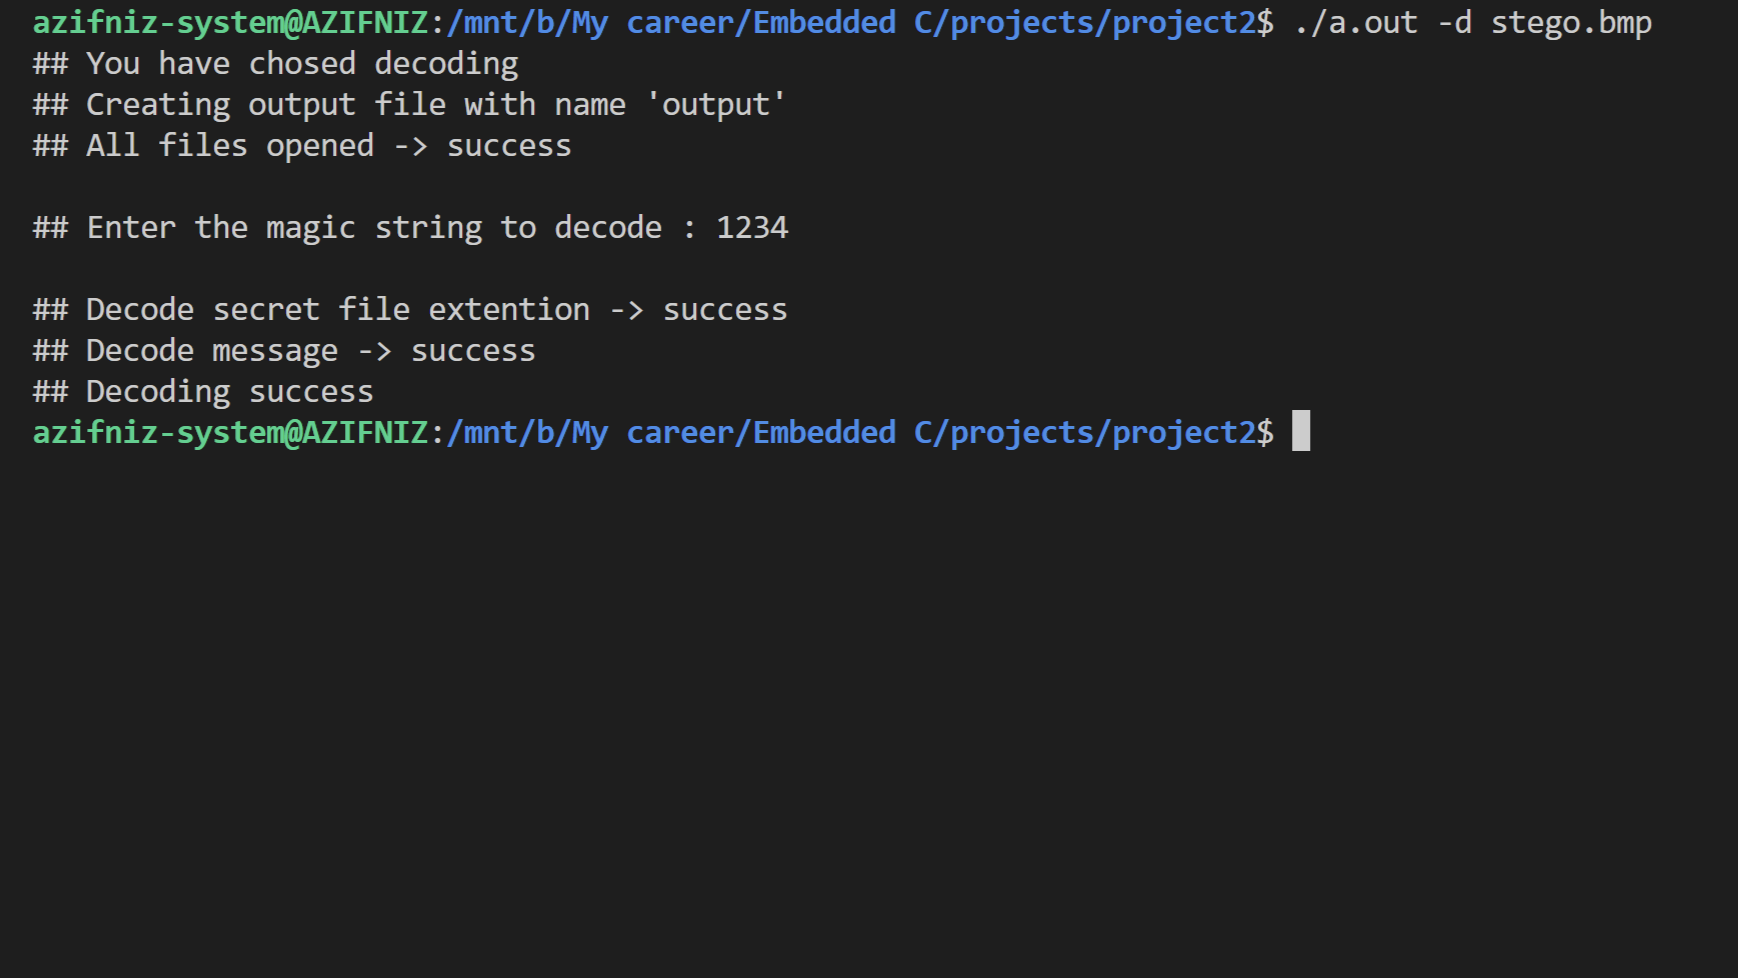 azifniz-system@AZIFNIZ:/mnt/b/My career/Embedded C/projects/project2$ ./a.out -d stego.bmp
## You have chosed decoding
## Creating output file with name 'output'
## All files opened -> success
## Enter the magic string to decode : 1234
## Decode secret file extention -> success
## Decode message -> success
## Decoding success
azifniz-system@AZIFNIZ:/mnt/b/My career/Embedded C/projects/project2$